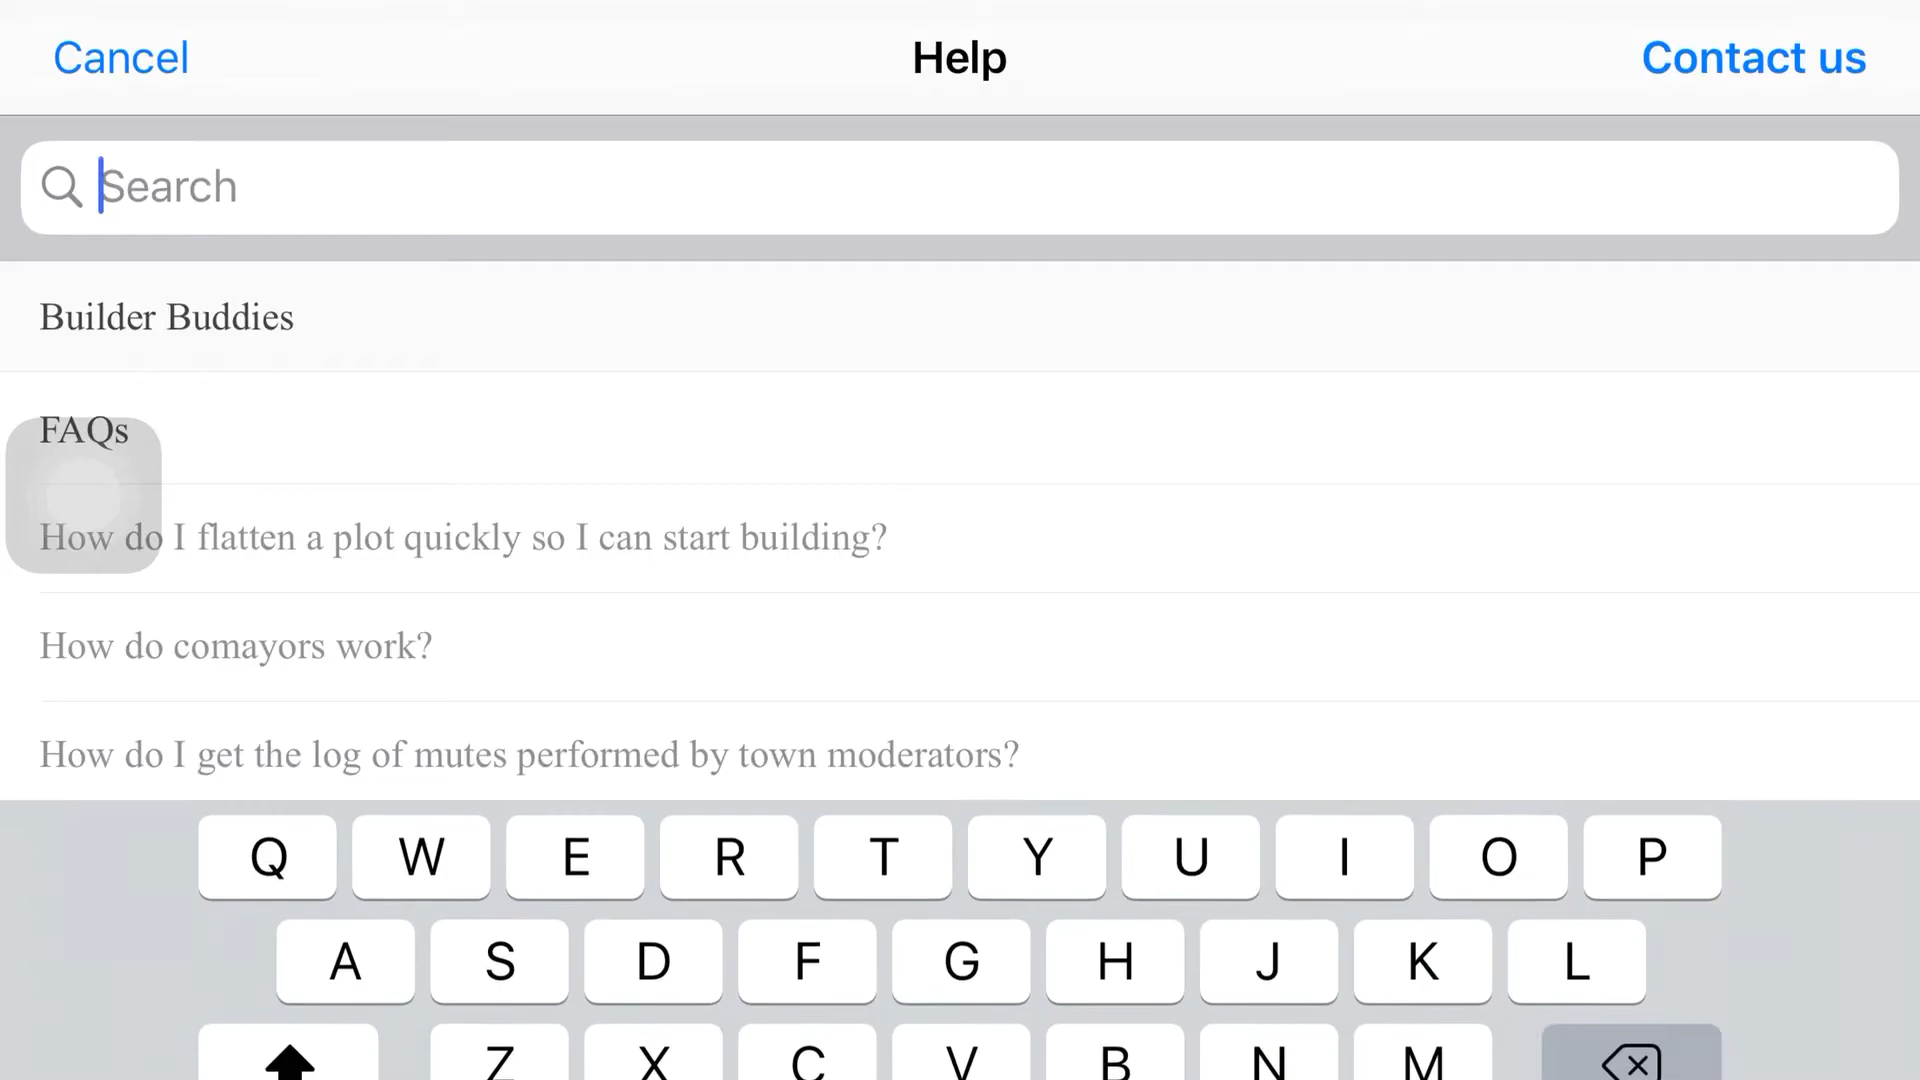 Cancel Help Contact us
Search
Builder Buddies
FAQs
How do I flatten a plot quickly so I can start building?
How do comayors work?
How do I get the log of mutes performed by town moderators?
Q W E R T Y U I O P
A S D F G H J K L
Z X C V B N M